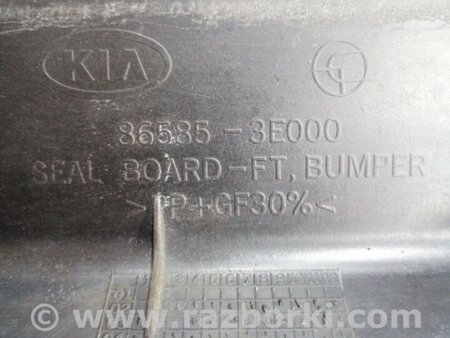 KIA
86585-3E000
SEAL BOARD-FT, BUMPER
>PP+GF30%<
© www.razborki.com